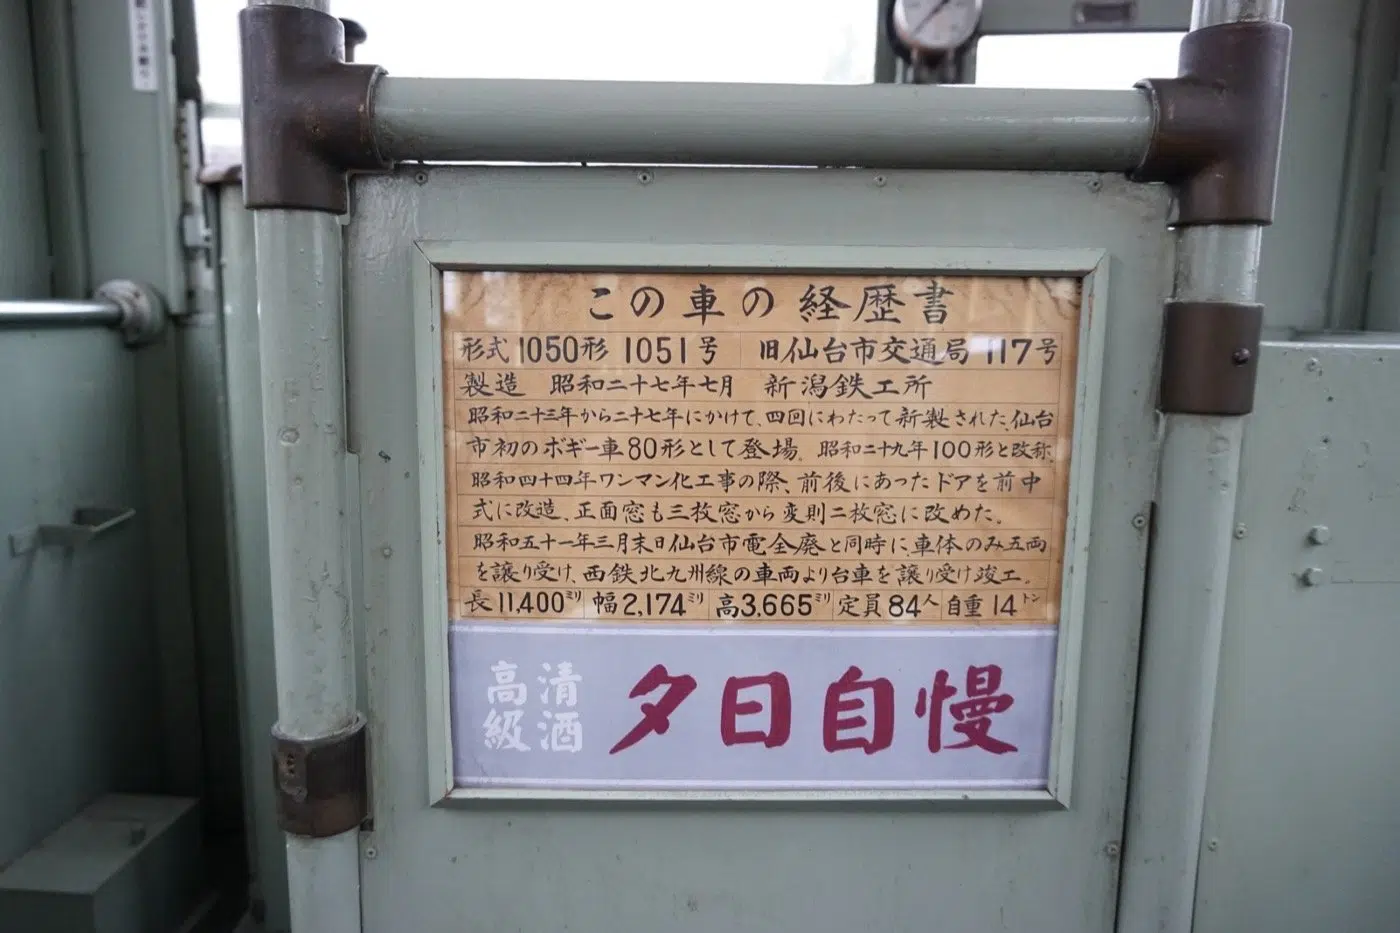 この車の経歴書
形式 1050形 1051号 旧仙台市交通局 117号
製造 昭和二十七年七月 新潟鉄工所
昭和二十三年から二十七年にかけて、四回にわたって新製された、仙台
市初のボギー車80形として登場。昭和二十九年100形と改称。
昭和四十四年ワンマン化工事の際、前後にあったドアを前中
式に改造、正面窓も三枚窓から変則二枚窓に改めた。
昭和五十一年三月末日仙台市電全廃と同時に、車体のみ五両
を譲り受け、西鉄北九州線の車両より台車を譲り受け竣工。
長11,400ミリ 幅2,174ミリ 高3,665ミリ 定員84人 自重14トン
高級清酒 夕日自慢